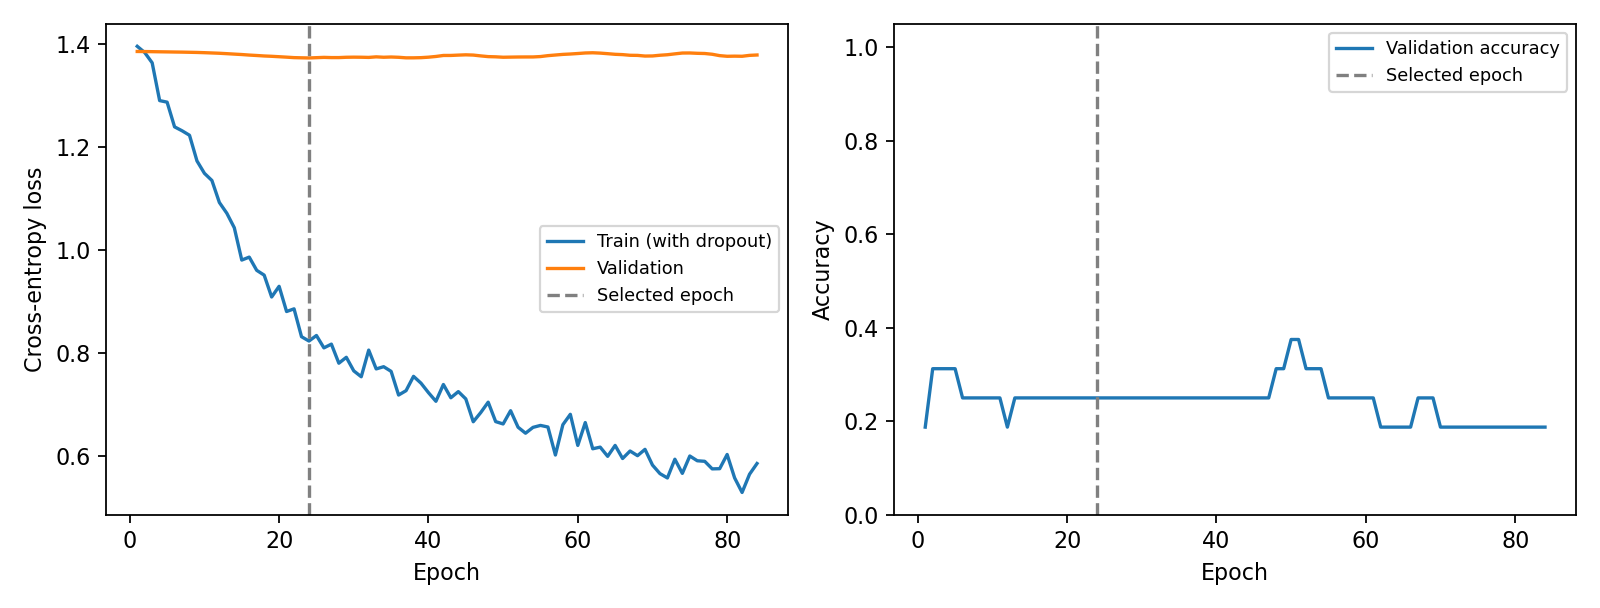 Cross-entropy loss
1.4
1.2
1.0
0.8
0.6
Train (with dropout)
Validation
Selected epoch
0 20 40 60 80
Epoch
Accuracy
1.0
0.8
0.6
0.4
0.2
0.0
Validation accuracy
Selected epoch
0 20 40 60 80
Epoch